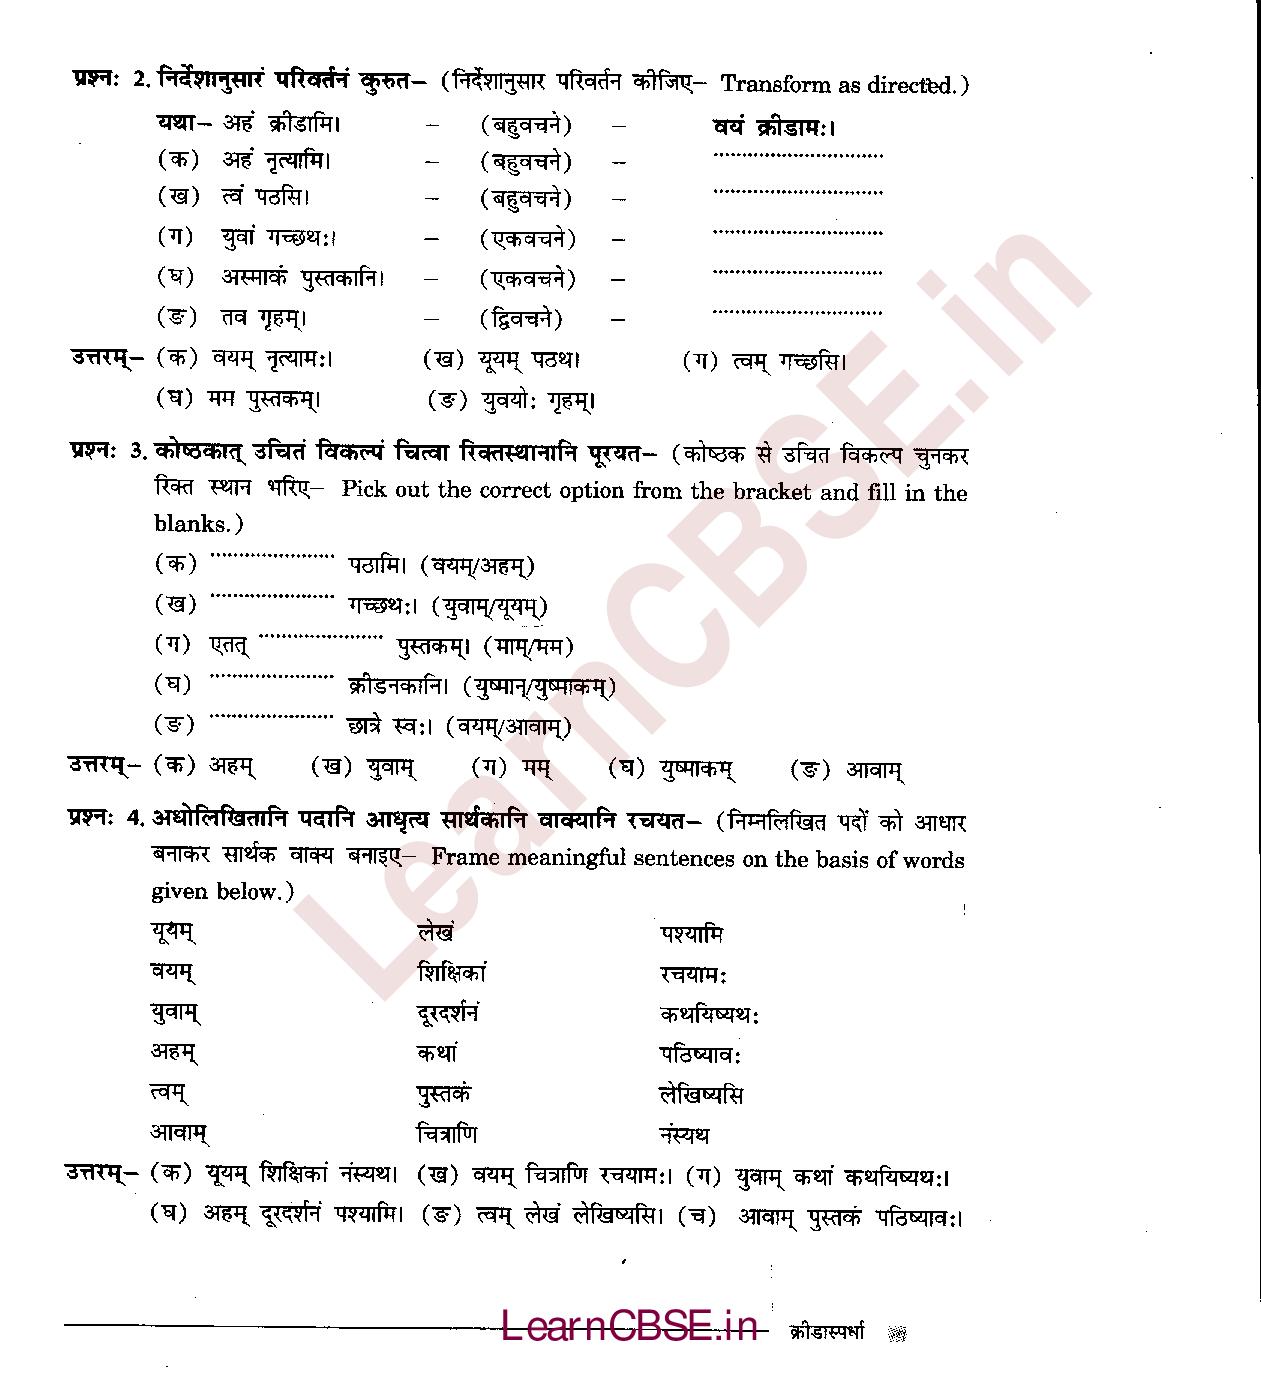 प्रश्नः 2. निर्देशानुसारं परिवर्तनं कुरुत– (निर्देशानुसार परिवर्तन कीजिए– Transform as directed.)
यथा– अहं क्रीडामि। – (बहुवचने) – वयं क्रीडामः।
(क) अहं नृत्यामि। – (बहुवचने) – ................................
(ख) त्वं पठसि। – (बहुवचने) – ................................
(ग) युवां गच्छथः। – (एकवचने) – ................................
(घ) अस्माकं पुस्तकानि। – (एकवचने) – ................................
(ङ) तव गृहम्। – (द्विवचने) – ................................
उत्तरम्– (क) वयम् नृत्यामः। (ख) यूयम् पठथ। (ग) त्वम् गच्छसि।
(घ) मम पुस्तकम्। (ङ) युवयोः गृहम्।
प्रश्नः 3. कोष्ठकात् उचितं विकल्पं चित्वा रिक्तस्थानानि पूरयत– (कोष्ठक से उचित विकल्प चुनकर
रिक्त स्थान भरिए– Pick out the correct option from the bracket and fill in the
blanks.)
(क) ........................ पठामि। (वयम्/अहम्)
(ख) ........................ गच्छथः। (युवाम्/यूयम्)
(ग) एतत् ........................ पुस्तकम्। (माम्/मम)
(घ) ........................ क्रीडनकानि। (युष्मान्/युष्माकम्)
(ङ) ........................ छात्रे स्वः। (वयम्/आवाम्)
उत्तरम्– (क) अहम् (ख) युवाम् (ग) मम् (घ) युष्माकम् (ङ) आवाम्
प्रश्नः 4. अधोलिखितानि पदानि आधृत्य सार्थकानि वाक्यानि रचयत– (निम्नलिखित पदों को आधार
बनाकर सार्थक वाक्य बनाइए– Frame meaningful sentences on the basis of words
given below.)
यूयम् लेखं पश्यामि
वयम् शिक्षिकां रचयामः
युवाम् दूरदर्शनं कथयिष्यथः
अहम् कथां पठिष्यावः
त्वम् पुस्तकं लेखिष्यसि
आवाम् चित्राणि नंस्यथ
उत्तरम्– (क) यूयम् शिक्षिकां नंस्यथ। (ख) वयम् चित्राणि रचयामः। (ग) युवाम् कथां कथयिष्यथः।
(घ) अहम् दूरदर्शनं पश्यामि। (ङ) त्वम् लेखं लेखिष्यसि। (च) आवाम् पुस्तकं पठिष्यावः।
LearnCBSE.in
LearnCBSE.in क्रीडास्पर्धा